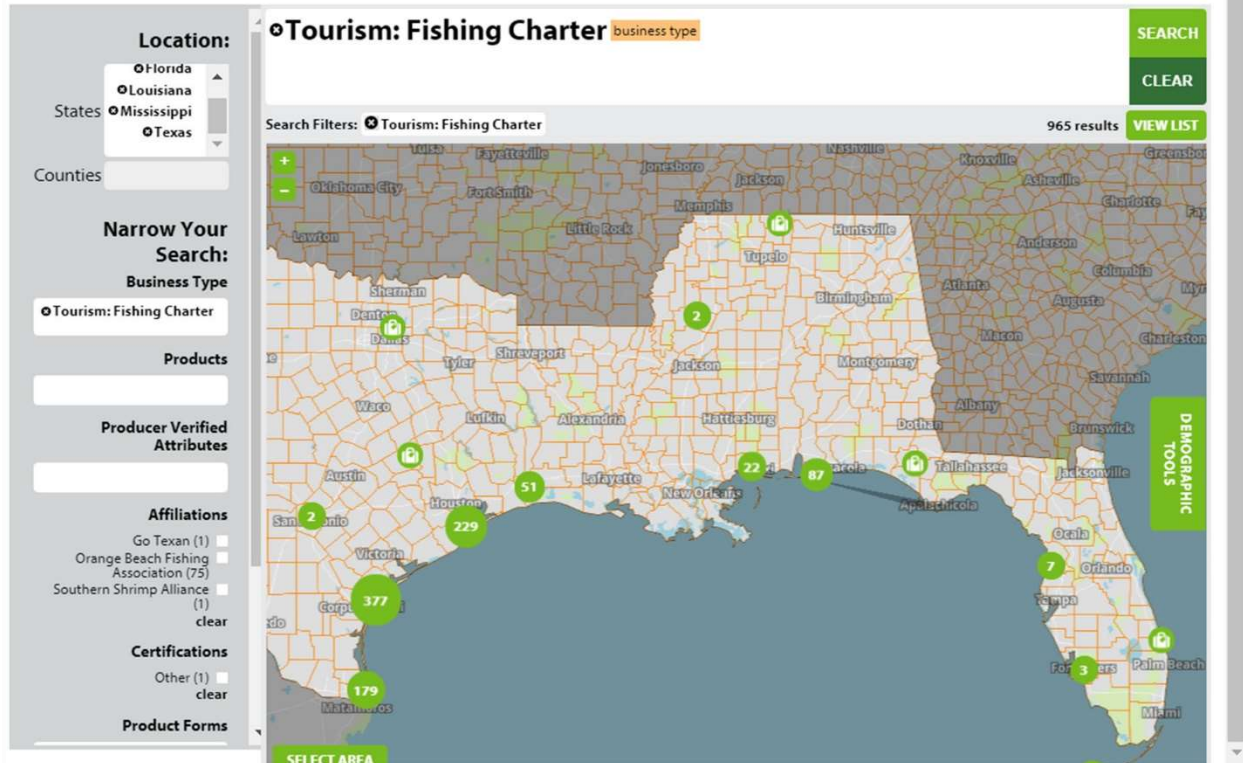 Location:
Florida
Louisiana
States Mississippi
Texas
Counties
Narrow Your
Search:
Business Type
Tourism: Fishing Charter
Products
Producer Verified
Attributes
Affiliations
Go Texan (1)
Orange Beach Fishing
Association (75)
Southern Shrimp Alliance
(1)
clear
Certifications
Other (1)
clear
Product Forms
Tourism: Fishing Charter business type
SEARCH
CLEAR
Search Filters: Tourism: Fishing Charter
965 results VIEW LIST
+
-
Tulsa
Fayetteville
Jonesboro
Nashville
Knoxville
Greensbo
Oklahoma City
Fort Smith
Jackson
Asheville
Memphis
Charlotte
Fay
Lawton
Little Rock
Huntsville
Anderson
Tupelo
Columbia
Sherman
Birmingham
Atlanta
Augusta
Myr
Denton
2
Dallas
Macon
Charleston
Tyler
Shreveport
Jackson
Montgomery
Savannah
Waco
Albany
Lufkin
Alexandria
Hattiesburg
Dothan
Brunswick
DEMOGRAPHIC
TOOLS
Austin
22
87
Tallahassee
Jacksonville
51
Lafayette
New Orleans
Houston
Apalachicola
2
229
Ocala
Victoria
7
Orlando
377
Tampa
3
Palm Beach
179
Matamoros
Miami
SELECT AREA